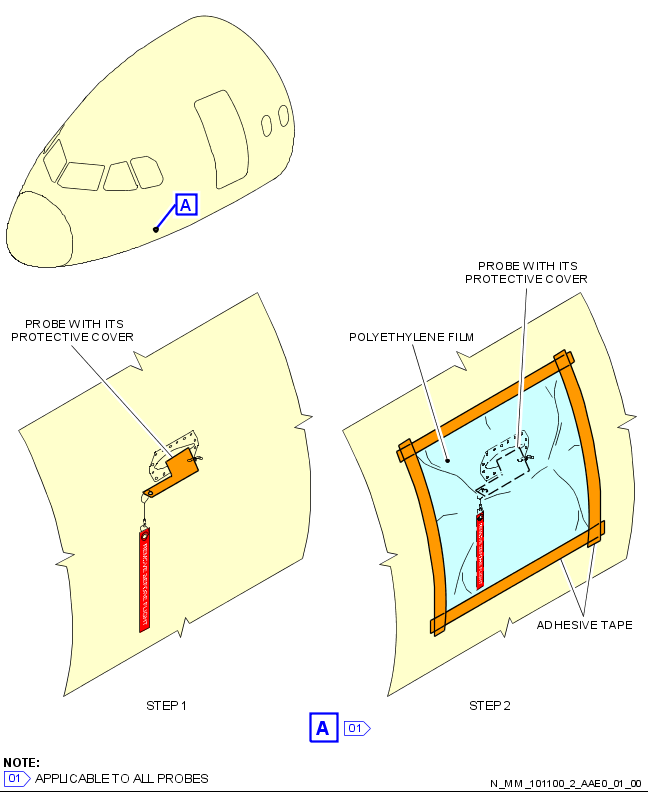 A
PROBE WITH ITS
PROTECTIVE COVER
PROBE WITH ITS
PROTECTIVE COVER
POLYETHYLENE FILM
REMOVE BEFORE FLIGHT
REMOVE BEFORE FLIGHT
ADHESIVE TAPE
STEP 1
STEP 2
A 01
NOTE:
01 APPLICABLE TO ALL PROBES
N_MM_101100_2_AAE0_01_00